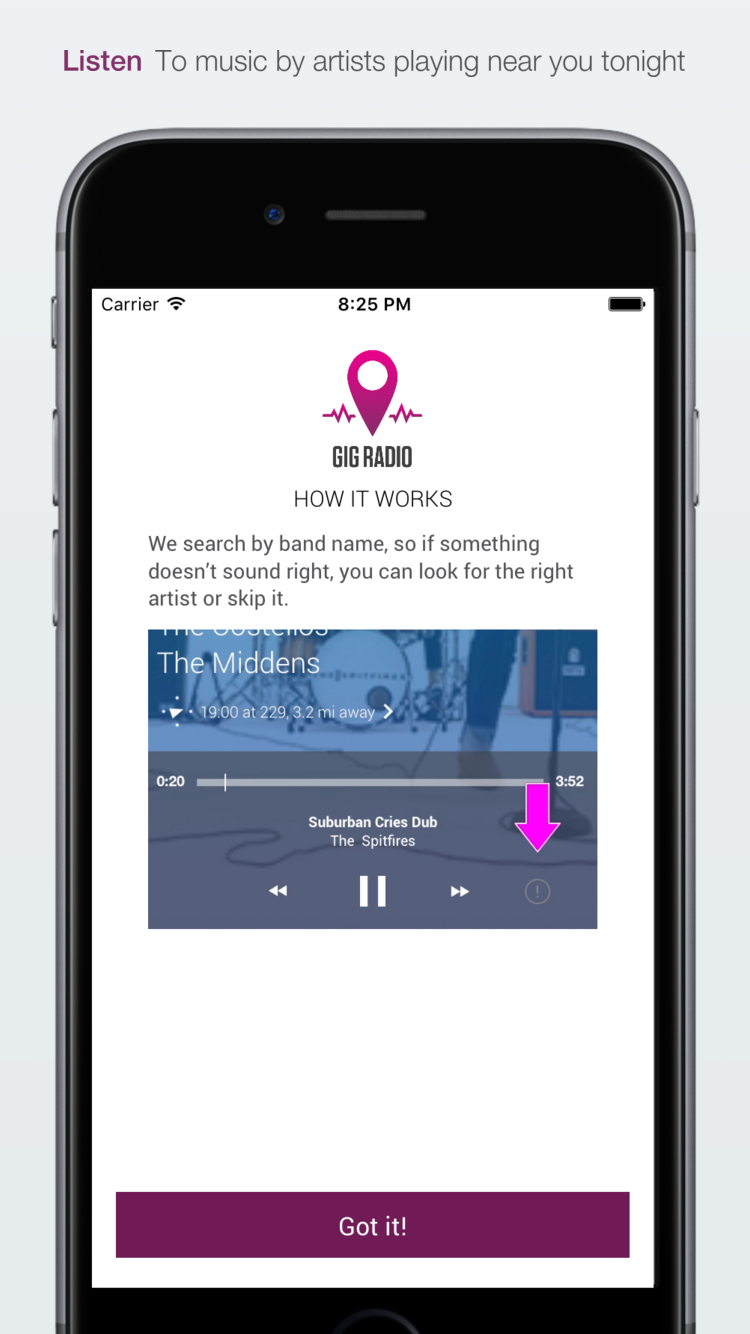 Listen To music by artists playing near you tonight
Carrier 8:25 PM
GIG RADIO
HOW IT WORKS
We search by band name, so if something
doesn't sound right, you can look for the right
artist or skip it.
The Costellos
The Middens
19:00 at 229, 3.2 mi away
0:20 3:52
Suburban Cries Dub
The Spitfires
Got it!